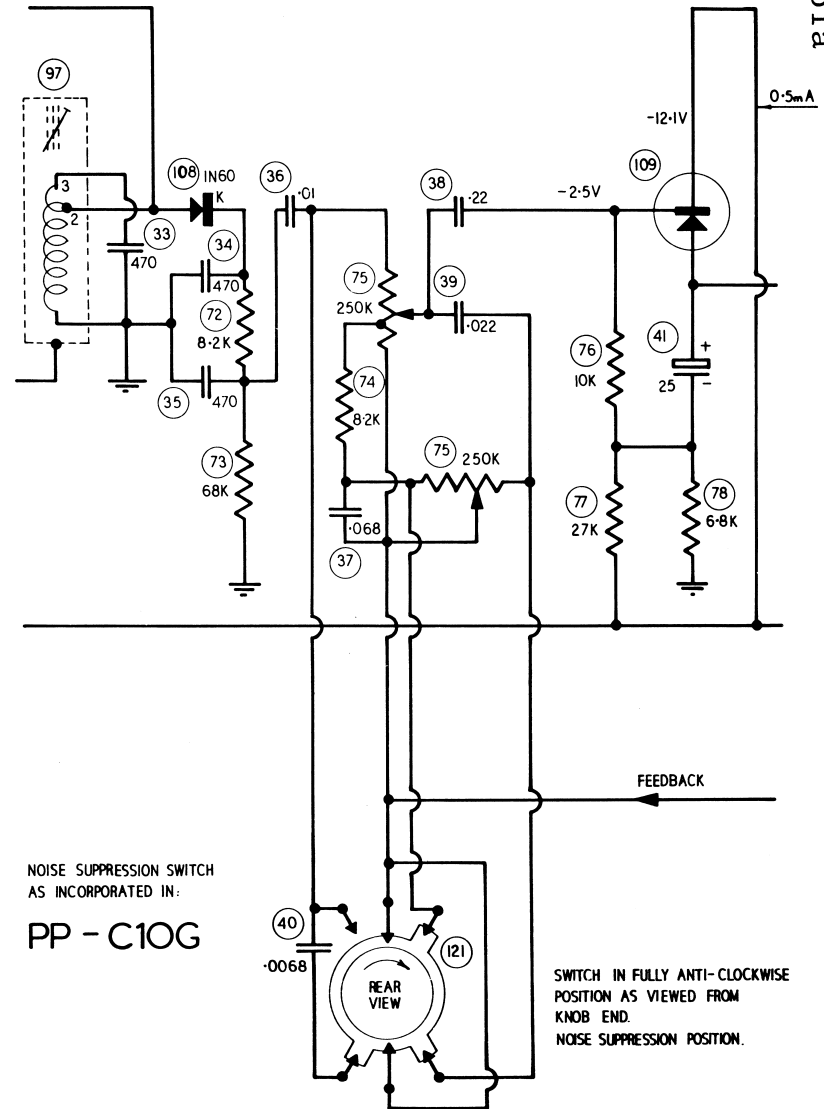 ola
97
3
2
33
470
108
IN60
K
34
470
72
8·2K
35
470
73
68K
36
·01
75
250K
74
8·2K
37
·068
75
250K
38
·22
39
·022
-2·5V
-12·1V
0·5mA
109
76
10K
41
+
25
-
77
27K
78
6·8K
FEEDBACK
NOISE SUPPRESSION SWITCH
AS INCORPORATED IN:
PP-C10G
40
·0068
121
REAR
VIEW
SWITCH IN FULLY ANTI-CLOCKWISE
POSITION AS VIEWED FROM
KNOB END.
NOISE SUPPRESSION POSITION.